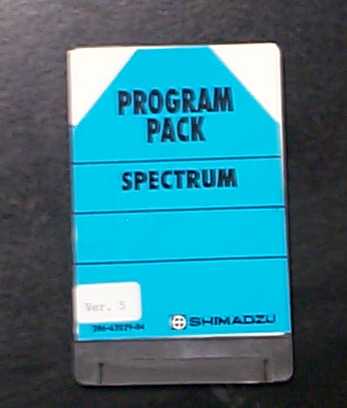 PROGRAM
PACK
SPECTRUM
Ver. 5
SHIMADZU